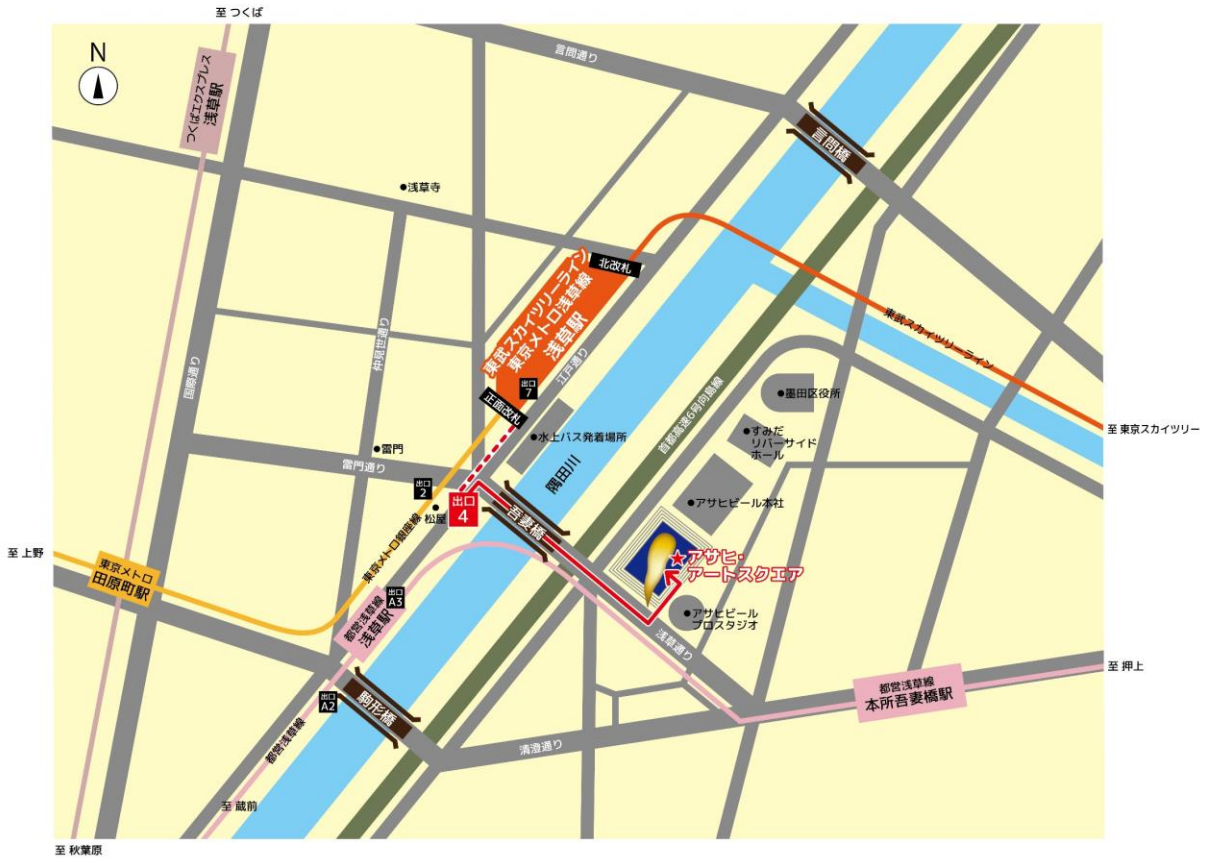 至 つくば
N
言問通り
つくばエクスプレス
浅草駅
言問橋
浅草寺
北改札
東武スカイツリーライン
東京メトロ浅草線
浅草駅
東武スカイツリーライン
仲見世通り
国際通り
江戸通り
出口
7
正面改札
首都高速6号向島線
墨田区役所
至 東京スカイツリー
水上バス発着場所
すみだ
リバーサイド
ホール
雷門
雷門通り
隅田川
出口
2
出口
4
松屋
吾妻橋
アサヒビール本社
至 上野
東京メトロ
田原町駅
東京メトロ銀座線
アサヒ・
アートスクエア
出口
A3
都営浅草線
浅草駅
アサヒビール
プロスタジオ
浅草通り
至 押上
都営浅草線
本所吾妻橋駅
出口
A2
駒形橋
都営浅草線
清澄通り
至 蔵前
至 秋葉原